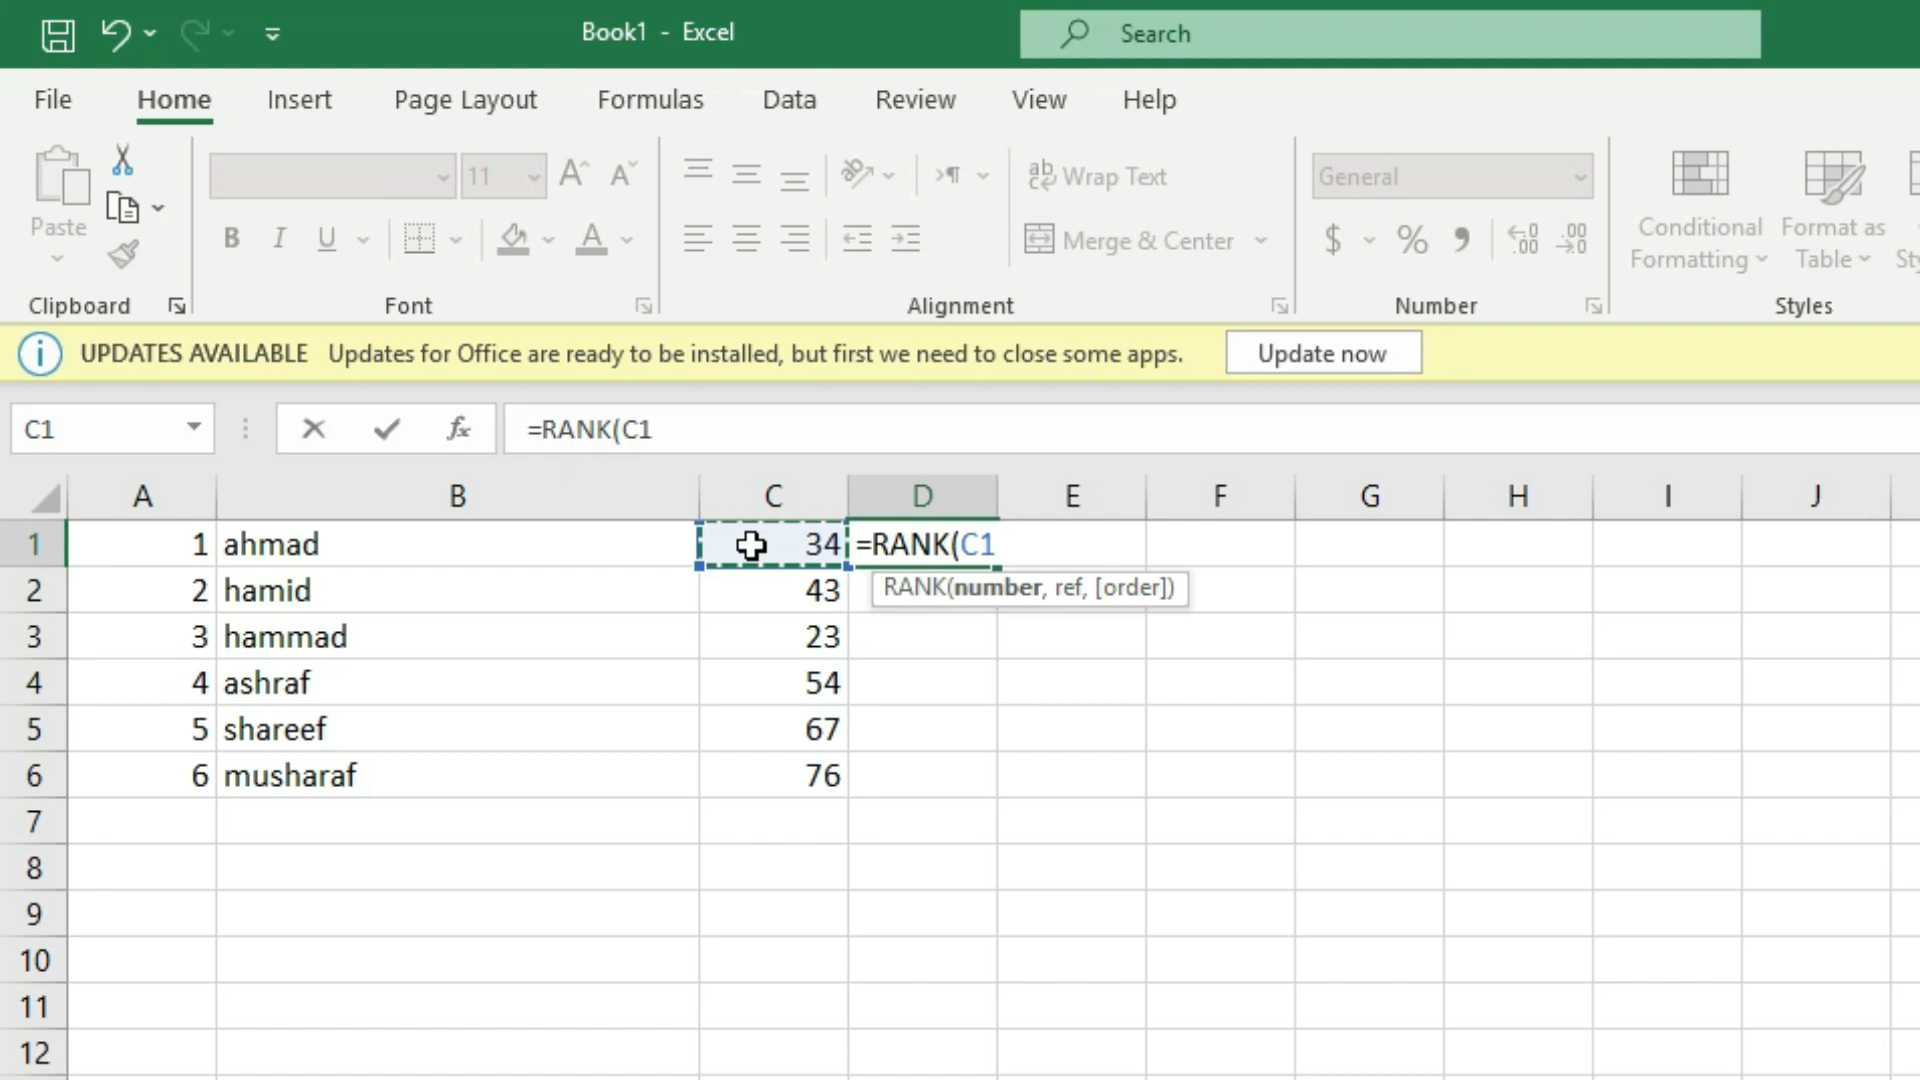 Book1 - Excel
Search
File Home Insert Page Layout Formulas Data Review View Help
Paste
11
Wrap Text
General
B I U
Merge & Center
$ % 9
Conditional Formatting
Format as Table
Clipboard Font Alignment Number Styles
UPDATES AVAILABLE Updates for Office are ready to be installed, but first we need to close some apps. Update now
C1 fx =RANK(C1
A B C D E F G H I J
1 1 ahmad 34 =RANK(C1
RANK(number, ref, [order])
2 2 hamid 43
3 3 hammad 23
4 4 ashraf 54
5 5 shareef 67
6 6 musharaf 76
7
8
9
10
11
12